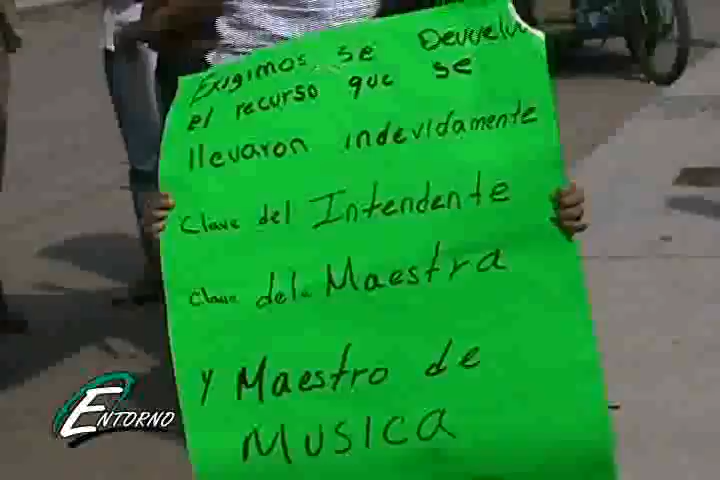 Exigimos se Devuelva
el recurso que se
llevaron indevidamente
Clave del Intendente
Clave dela Maestra
y Maestro de
MUSICA
ENTORNO